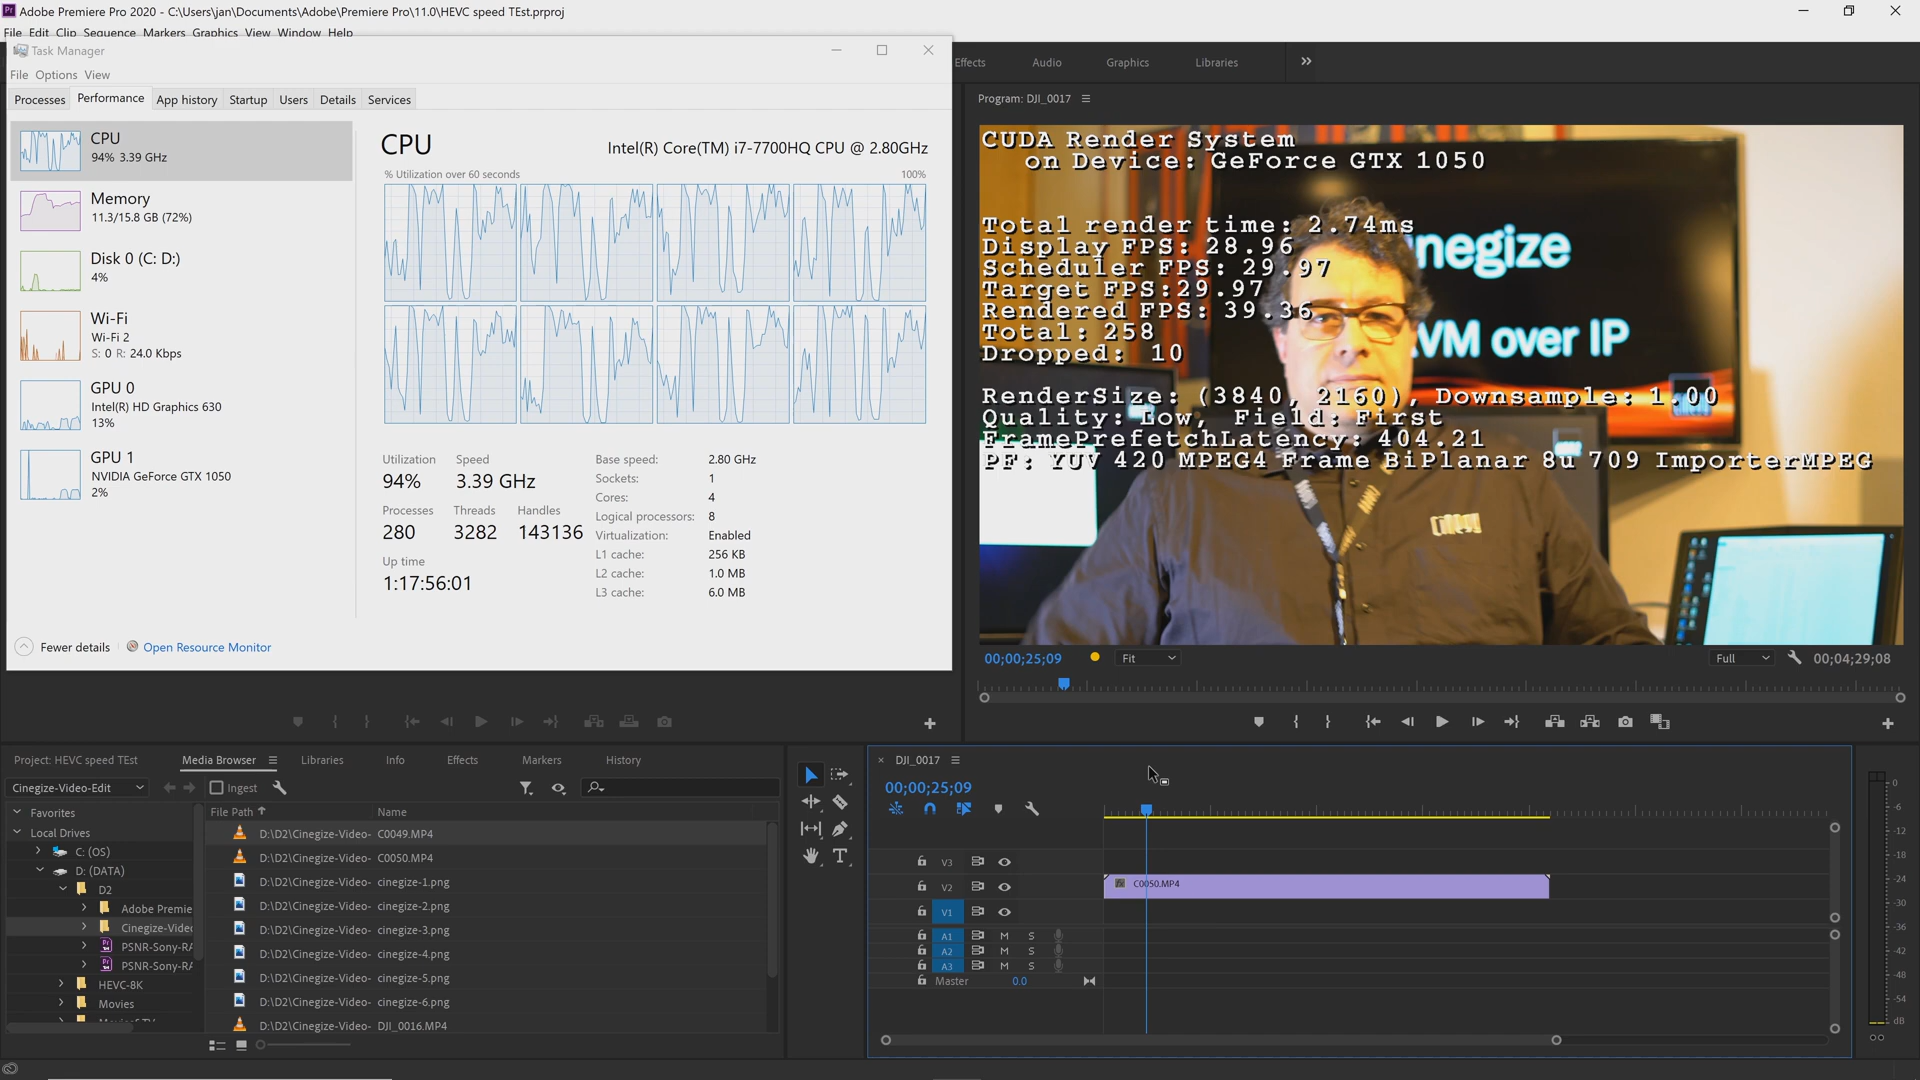 Adobe Premiere Pro 2020 - C:\Users\jan\Documents\Adobe\Premiere Pro\11.0\HEVC speed TEst.prproj
File Edit Clip Sequence Markers Graphics View Window Help
Task Manager
File Options View
Processes Performance App history Startup Users Details Services
CPU
94% 3.39 GHz
Memory
11.3/15.8 GB (72%)
Disk 0 (C: D:)
4%
Wi-Fi
Wi-Fi 2
S: 0 R: 24.0 Kbps
GPU 0
Intel(R) HD Graphics 630
13%
GPU 1
NVIDIA GeForce GTX 1050
2%
CPU Intel(R) Core(TM) i7-7700HQ CPU @ 2.80GHz
% Utilization over 60 seconds 100%
Utilization Speed
94% 3.39 GHz
Processes Threads Handles
280 3282 143136
Up time
1:17:56:01
Base speed: 2.80 GHz
Sockets: 1
Cores: 4
Logical processors: 8
Virtualization: Enabled
L1 cache: 256 KB
L2 cache: 1.0 MB
L3 cache: 6.0 MB
Fewer details Open Resource Monitor
Effects Audio Graphics Libraries
Program: DJI_0017
CUDA Render System
on Device: GeForce GTX 1050
Total render time: 2.74ms
Display FPS: 28.96
Scheduler FPS: 29.97
Target FPS:29.97
Rendered FPS: 39.36
Total: 258
Dropped: 10
RenderSize: (3840, 2160), Downsample: 1.00
Quality: Low, Field: First
FramePrefetchLatency: 404.21
PF: YUV 420 MPEG4 Frame BiPlanar 8u 709 ImporterMPEG
inegize
VM over IP
00;00;25;09 Fit Full 00;04;29;08
Project: HEVC speed TEst Media Browser Libraries Info Effects Markers History
Cinegize-Video-Edit Ingest
Favorites
Local Drives
C: (OS)
D: (DATA)
D2
Adobe Premie
Cinegize-Video
PSNR-Sony-RA
PSNR-Sony-RA
HEVC-8K
Movies
File Path Name
D:\D2\Cinegize-Video- C0049.MP4
D:\D2\Cinegize-Video- C0050.MP4
D:\D2\Cinegize-Video- cinegize-1.png
D:\D2\Cinegize-Video- cinegize-2.png
D:\D2\Cinegize-Video- cinegize-3.png
D:\D2\Cinegize-Video- cinegize-4.png
D:\D2\Cinegize-Video- cinegize-5.png
D:\D2\Cinegize-Video- cinegize-6.png
D:\D2\Cinegize-Video- DJI_0016.MP4
DJI_0017
00;00;25;09
V3
V2 fx C0050.MP4
V1
A1 M S
A2 M S
A3 M S
Master 0.0
0
-6
-12
-18
-24
-30
-36
-42
-48
-54
dB